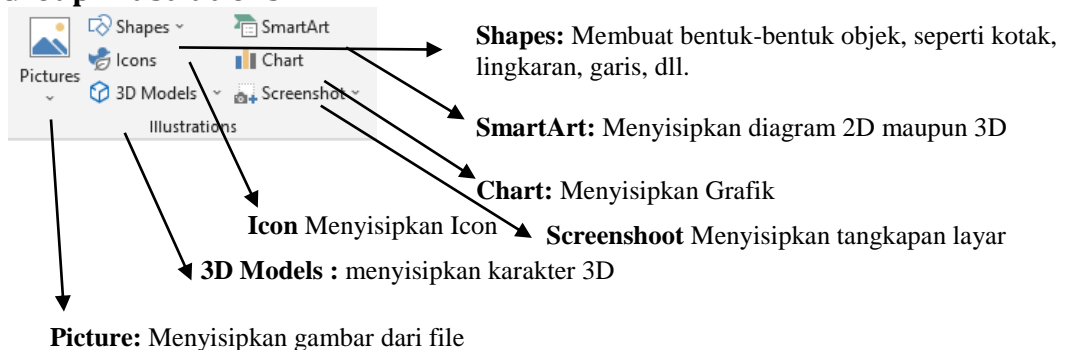 Shapes
SmartArt
Icons
Chart
Pictures
3D Models
Screenshot
Illustrations
Shapes: Membuat bentuk-bentuk objek, seperti kotak,
lingkaran, garis, dll.
SmartArt: Menyisipkan diagram 2D maupun 3D
Chart: Menyisipkan Grafik
Icon Menyisipkan Icon
Screenshoot Menyisipkan tangkapan layar
3D Models : menyisipkan karakter 3D
Picture: Menyisipkan gambar dari file